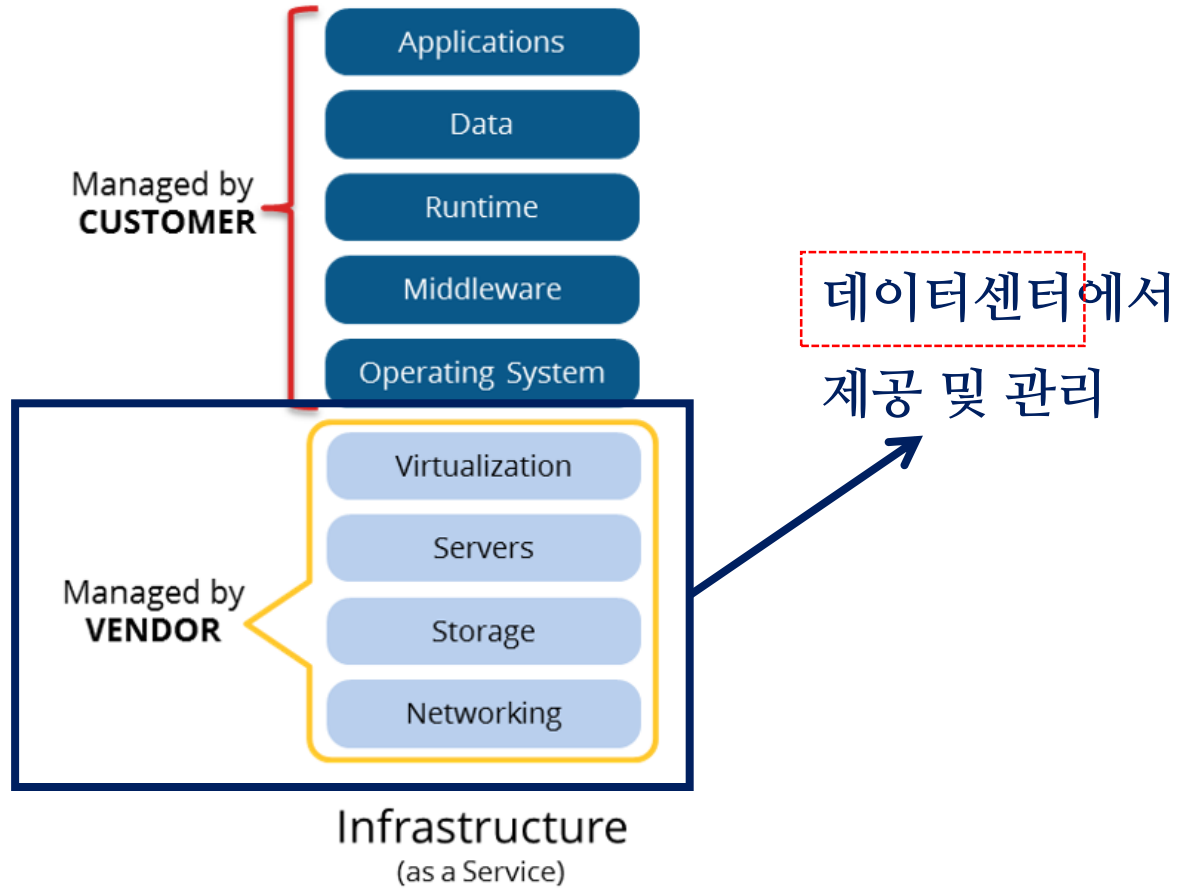 Applications
Data
Managed by
CUSTOMER
Runtime
Middleware
Operating System
Virtualization
Servers
Managed by
VENDOR
Storage
Networking
Infrastructure
(as a Service)
데이터센터에서
제공 및 관리